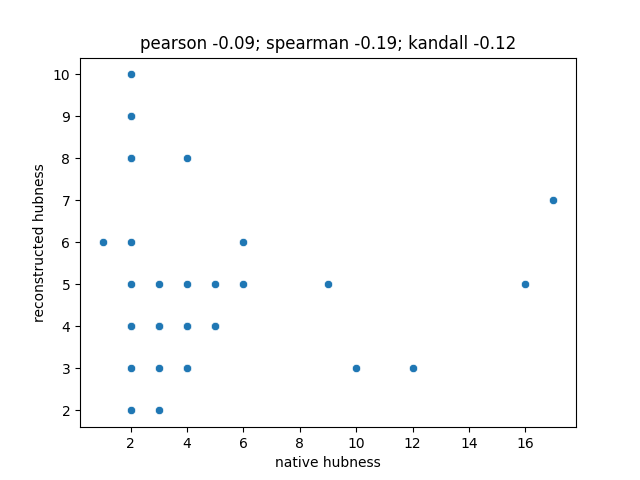 pearson -0.09; spearman -0.19; kandall -0.12
10
9
8
7
6
5
4
3
2
reconstructed hubness
2 4 6 8 10 12 14 16
native hubness